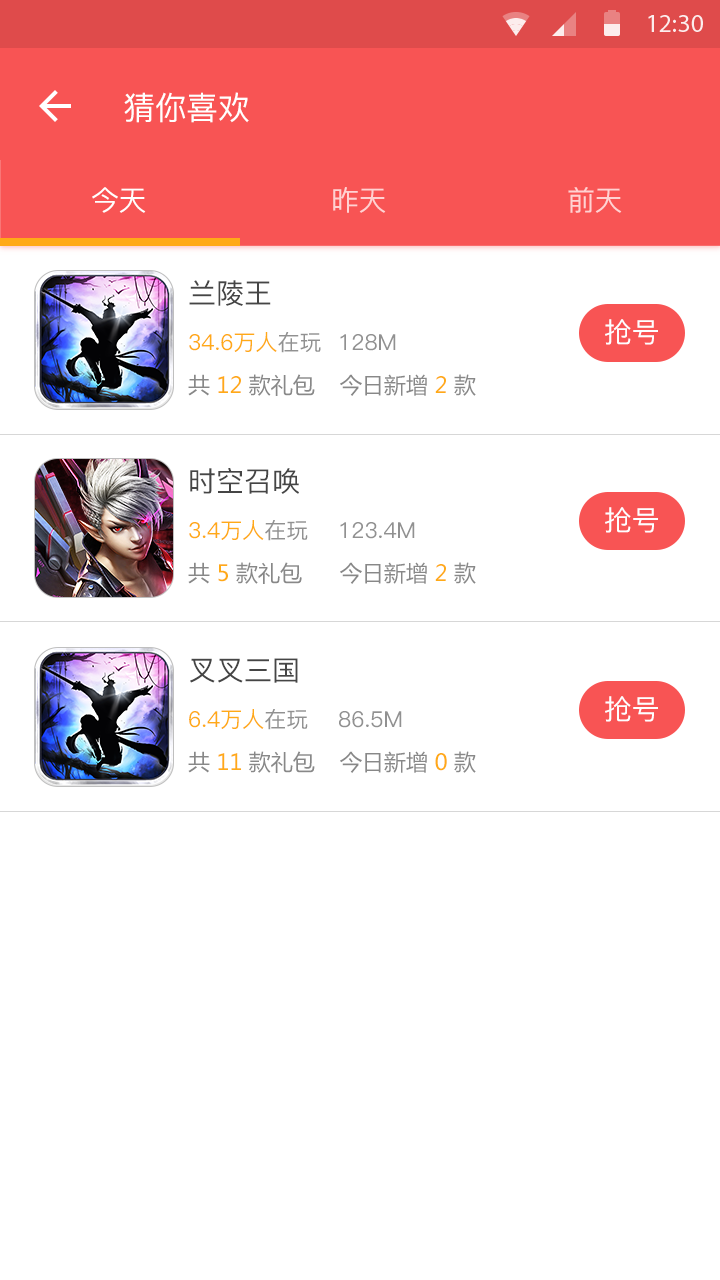 12:30
猜你喜欢
今天 昨天 前天
兰陵王
34.6万人在玩 128M
抢号
共 12 款礼包 今日新增 2 款
时空召唤
3.4万人在玩 123.4M
抢号
共 5 款礼包 今日新增 2 款
叉叉三国
6.4万人在玩 86.5M
抢号
共 11 款礼包 今日新增 0 款